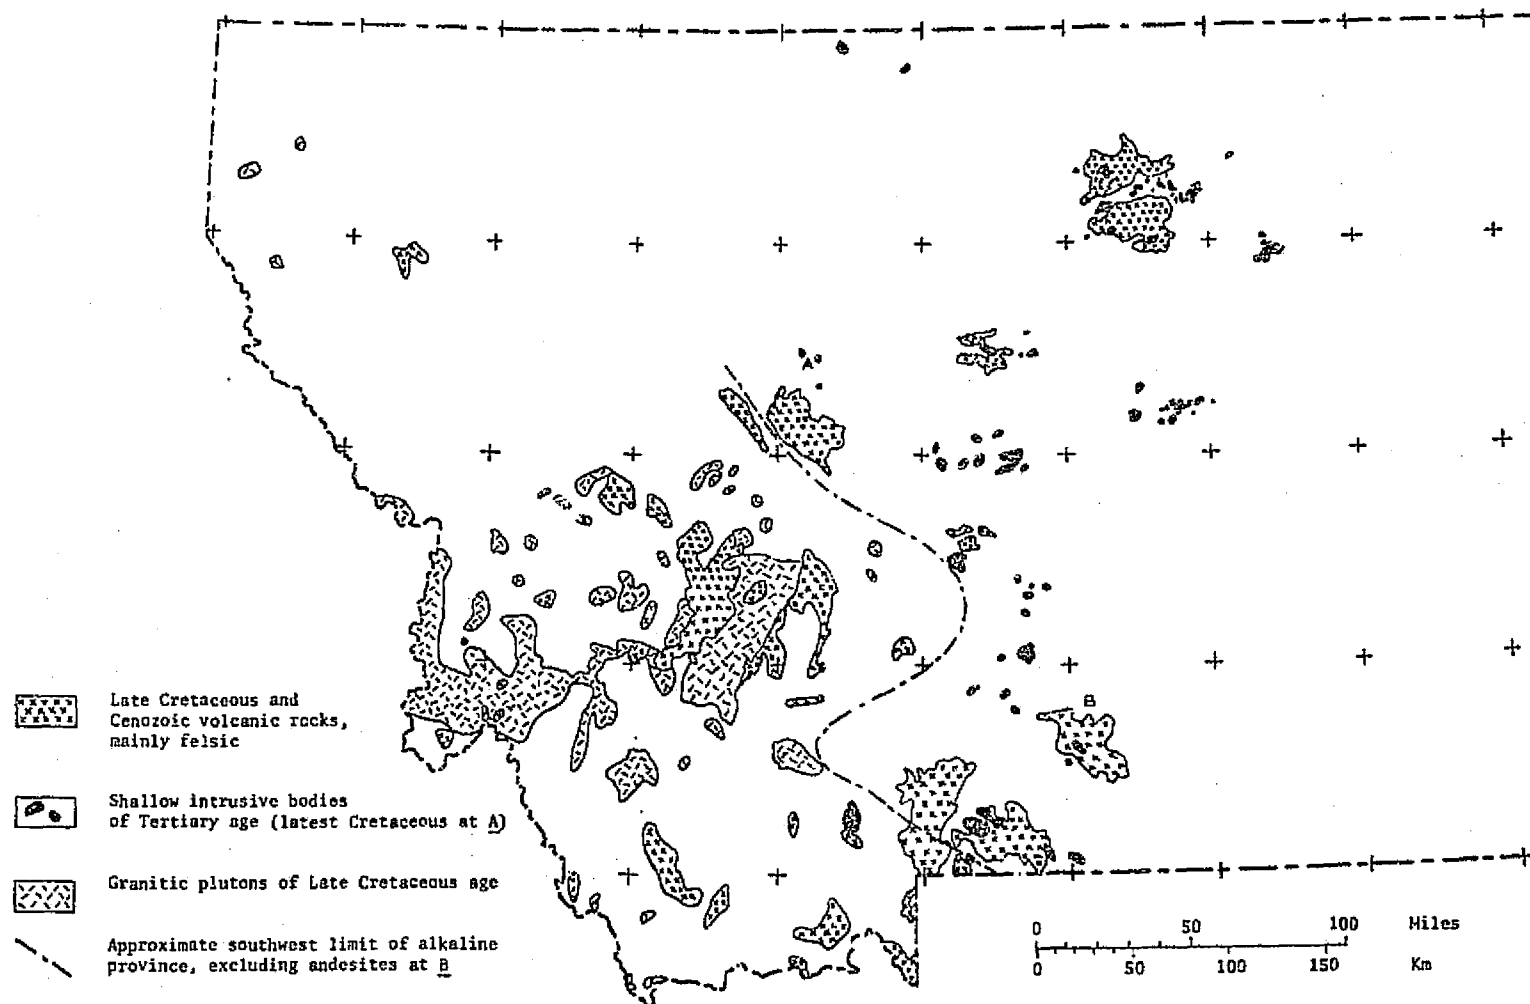 A
B
Late Cretaceous and
Cenozoic volcanic rocks,
mainly felsic
Shallow intrusive bodies
of Tertiary age (latest Cretaceous at A)
Granitic plutons of Late Cretaceous age
Approximate southwest limit of alkaline
province, excluding andesites at B
0 50 100 Miles
0 50 100 150 Km